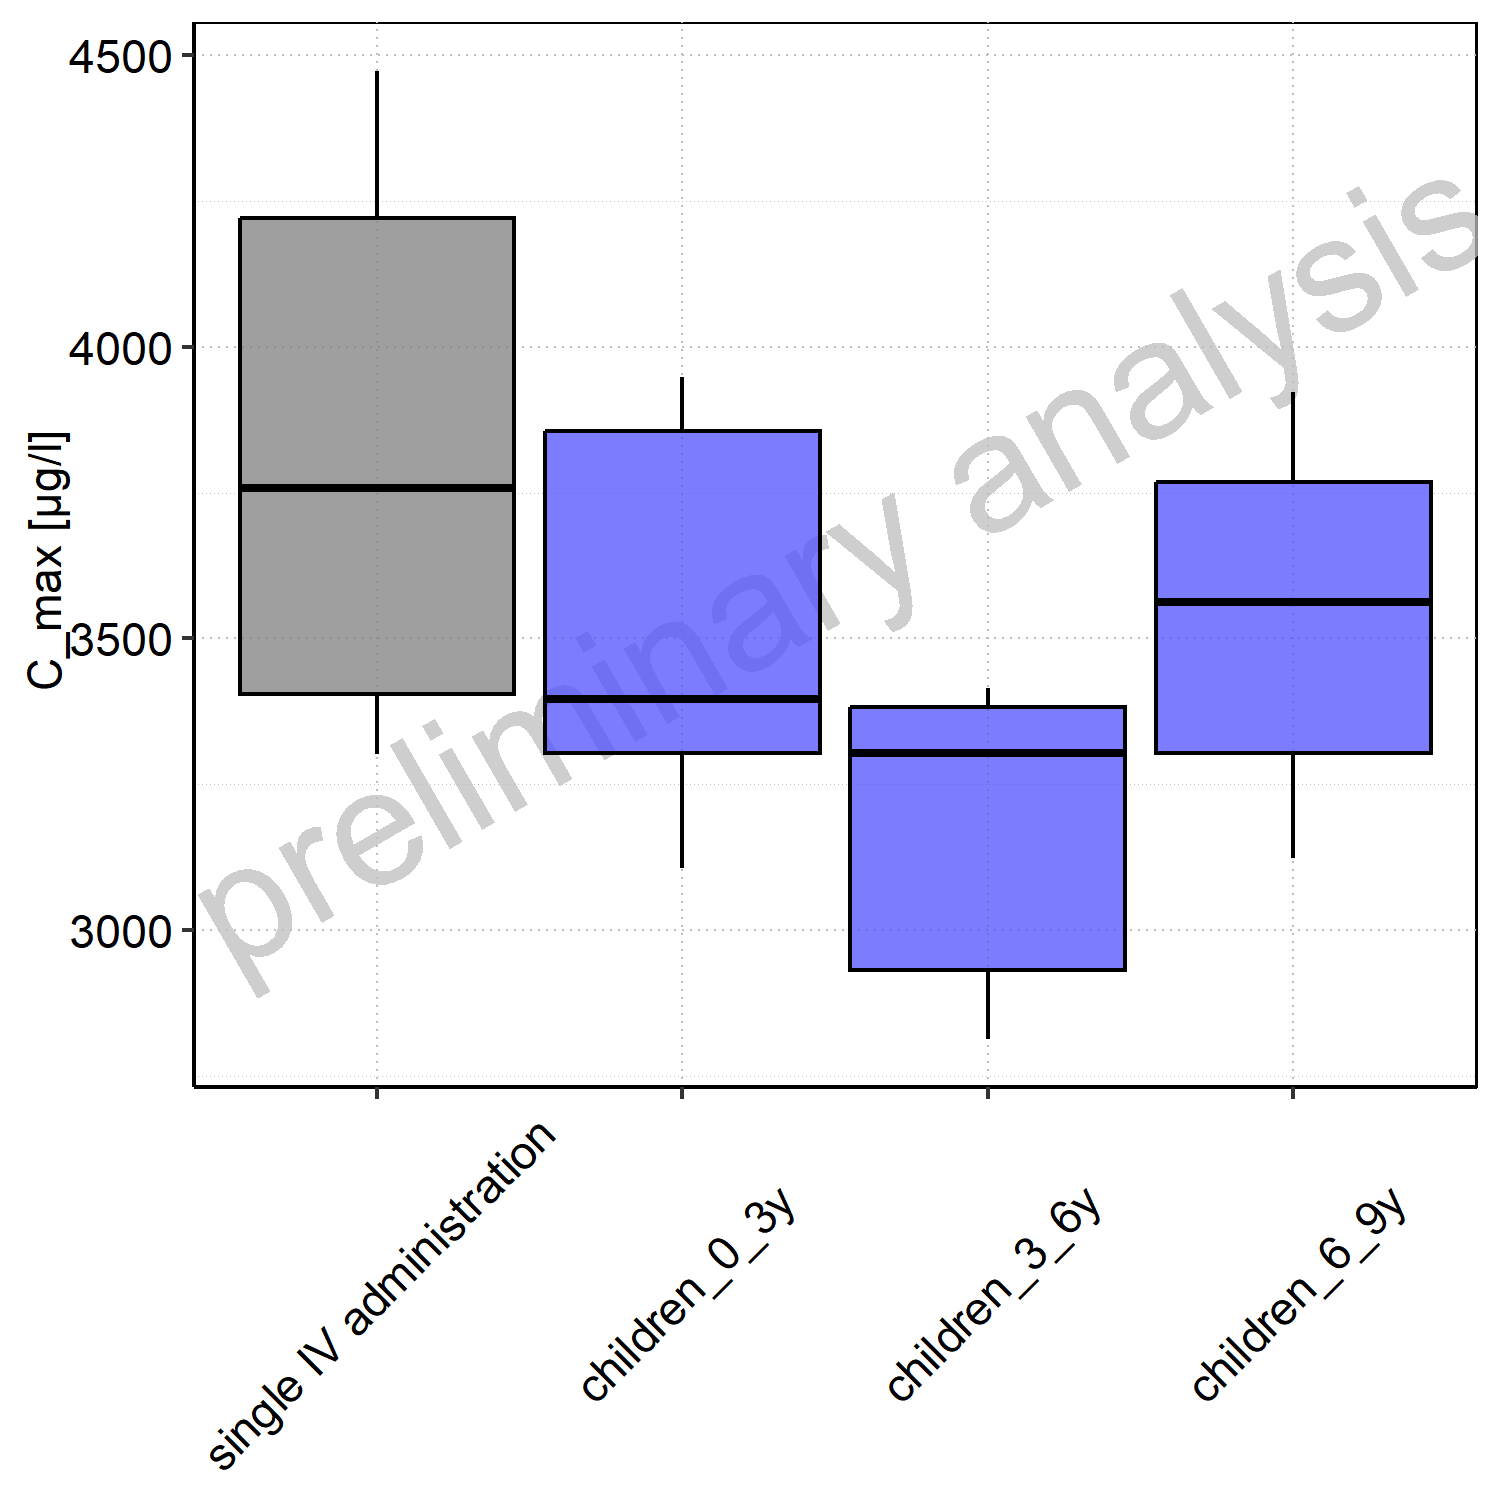 4500
4000
3500
3000
C_max [µg/l]
preliminary analysis
single IV administration
children_0_3y
children_3_6y
children_6_9y